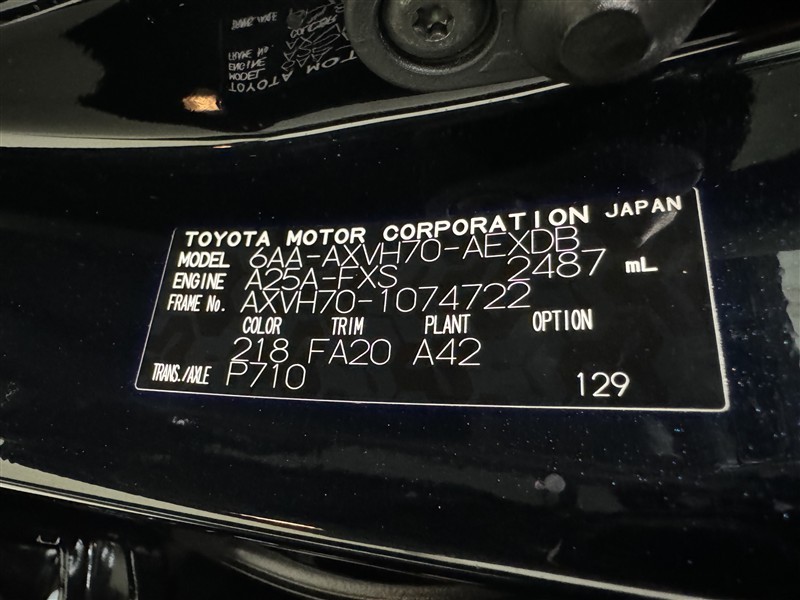 TOYOTA MOTOR CORPORATION JAPAN
MODEL 6AA-AXVH70-AEXDB
ENGINE A25A-FXS 2487 mL
FRAME No. AXVH70-1074722
COLOR TRIM PLANT OPTION
218 FA20 A42
TRANS./AXLE P710 129